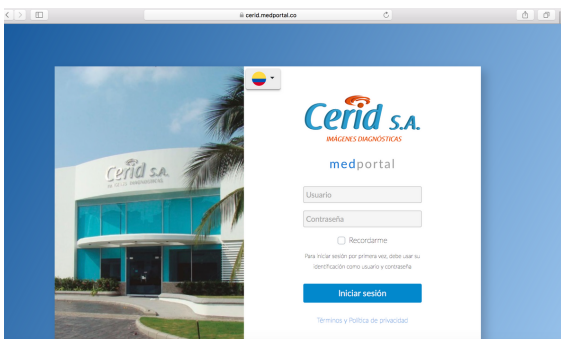 cerid.medportal.co
Cerid S.A.
Cerid S.A.
IMÁGENES DIAGNÓSTICAS
medportal
Usuario
Contraseña
Recordarme
Para iniciar sesión por primera vez, debe usar su
identificación como usuario y contraseña
Iniciar sesión
Términos y Política de privacidad